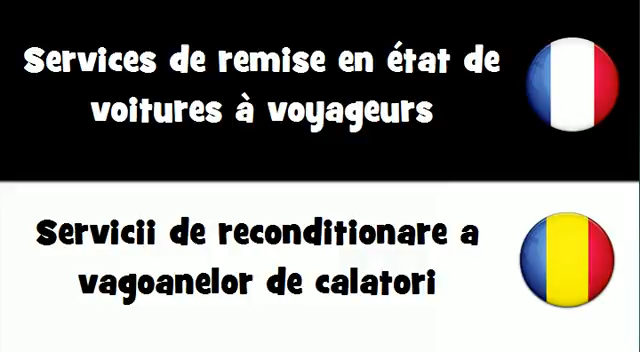 Services de remise en état de
voitures à voyageurs
Servicii de reconditionare a
vagoanelor de calatori